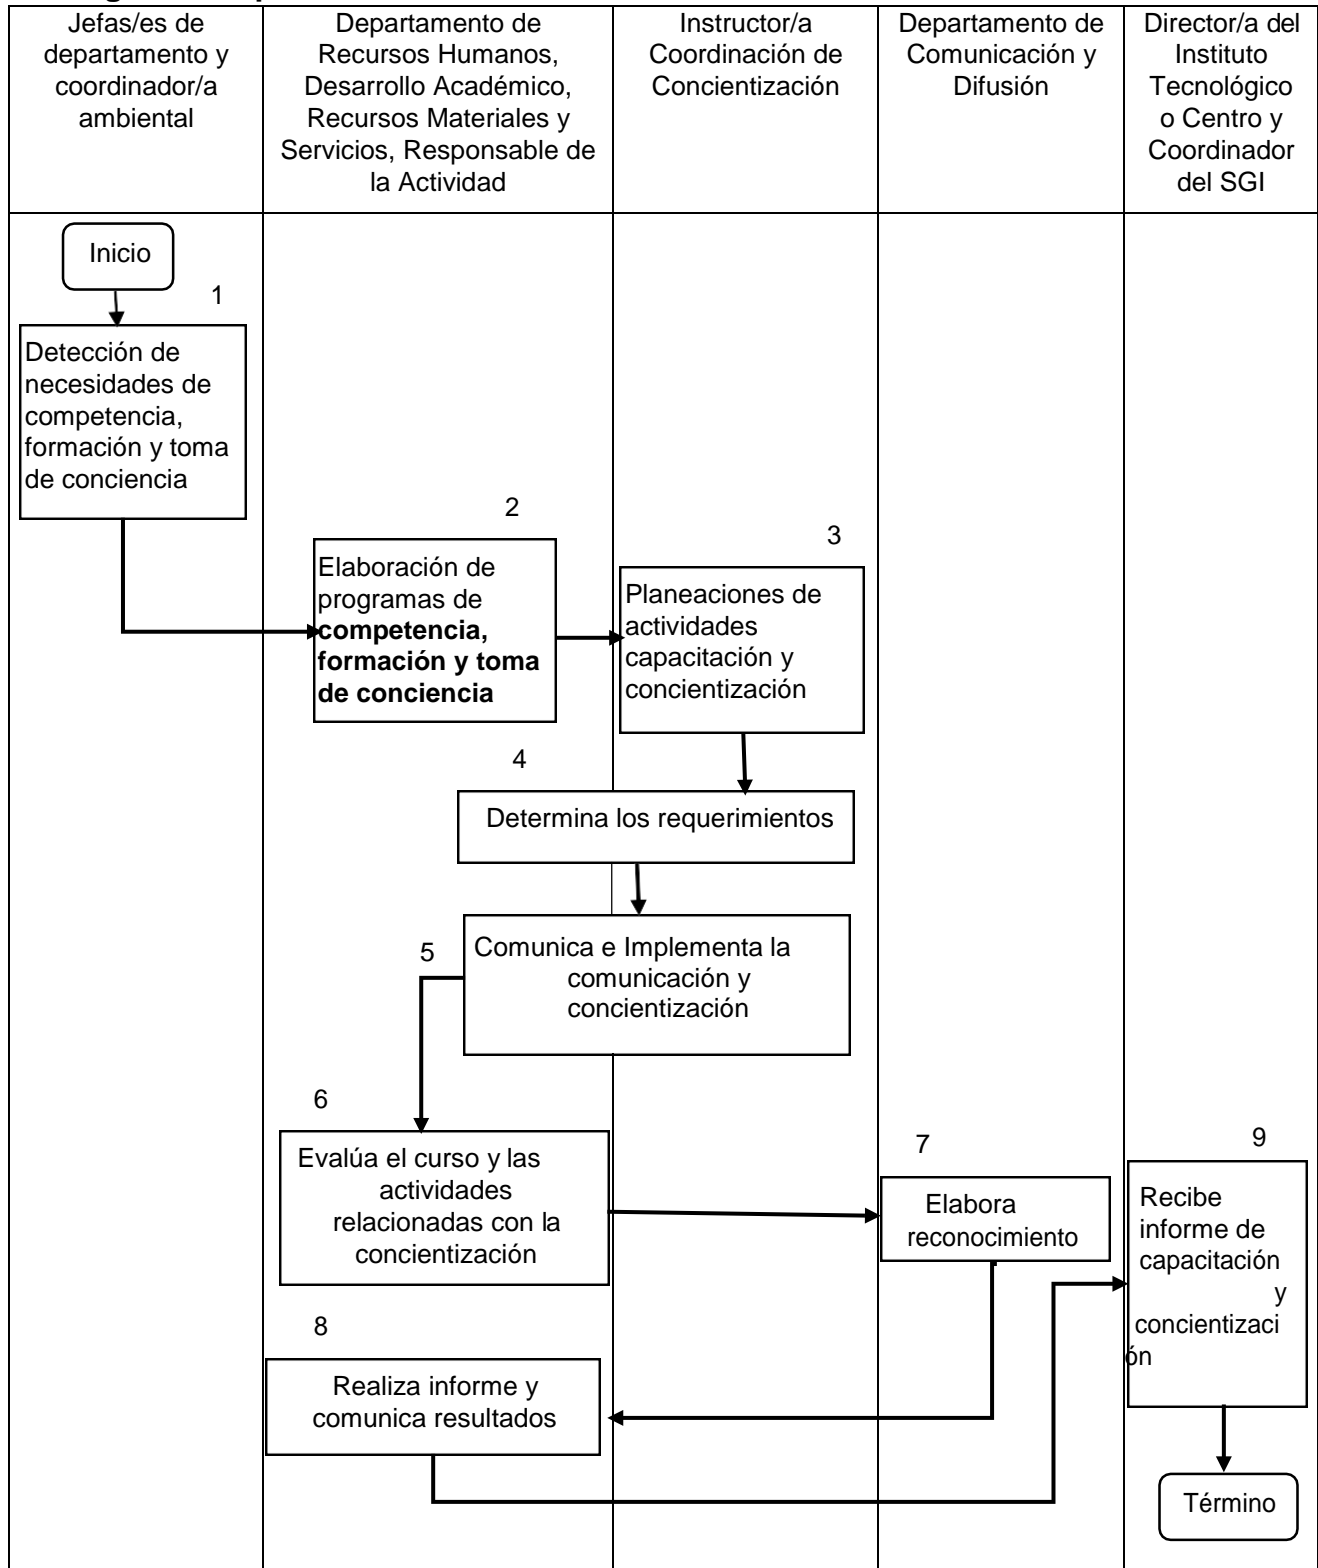 Jefas/es de
departamento y
coordinador/a
ambiental
Departamento de
Recursos Humanos,
Desarrollo Académico,
Recursos Materiales y
Servicios, Responsable de
la Actividad
Instructor/a
Coordinación de
Concientización
Departamento de
Comunicación y
Difusión
Director/a del
Instituto
Tecnológico
o Centro y
Coordinador
del SGI
Inicio
1
Detección de
necesidades de
competencia,
formación y toma
de conciencia
2
Elaboración de
programas de
competencia,
formación y toma
de conciencia
3
Planeaciones de
actividades
capacitación y
concientización
4
Determina los requerimientos
5
Comunica e Implementa la
comunicación y
concientización
6
Evalúa el curso y las
actividades
relacionadas con la
concientización
7
Elabora
reconocimiento
8
Realiza informe y
comunica resultados
9
Recibe
informe de
capacitación
y
concientizaci
ón
Término